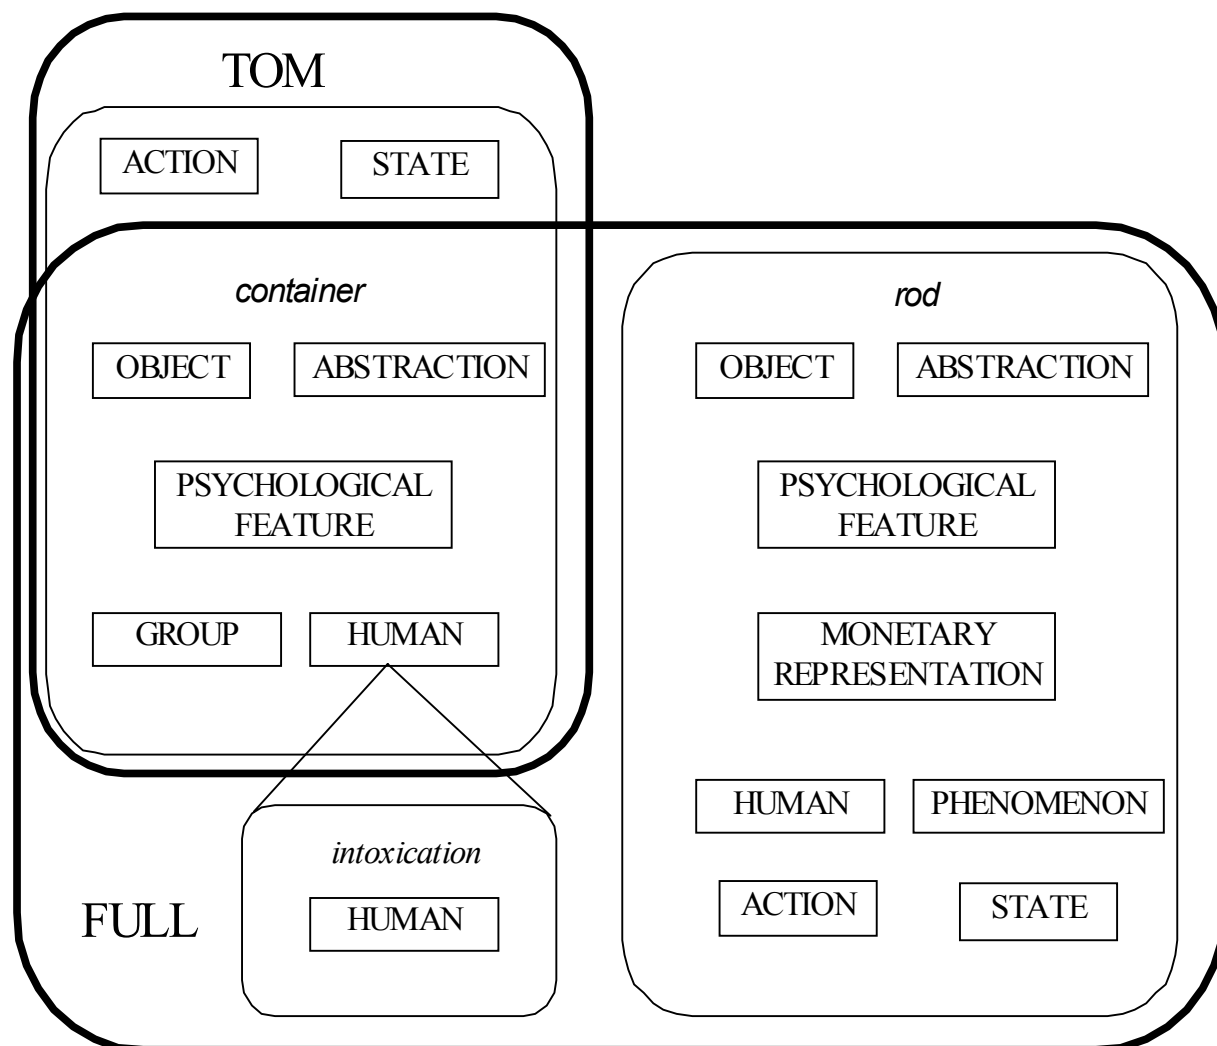 TOM
ACTION
STATE
container
OBJECT
ABSTRACTION
PSYCHOLOGICAL
FEATURE
GROUP
HUMAN
intoxication
HUMAN
FULL
rod
OBJECT
ABSTRACTION
PSYCHOLOGICAL
FEATURE
MONETARY
REPRESENTATION
HUMAN
PHENOMENON
ACTION
STATE